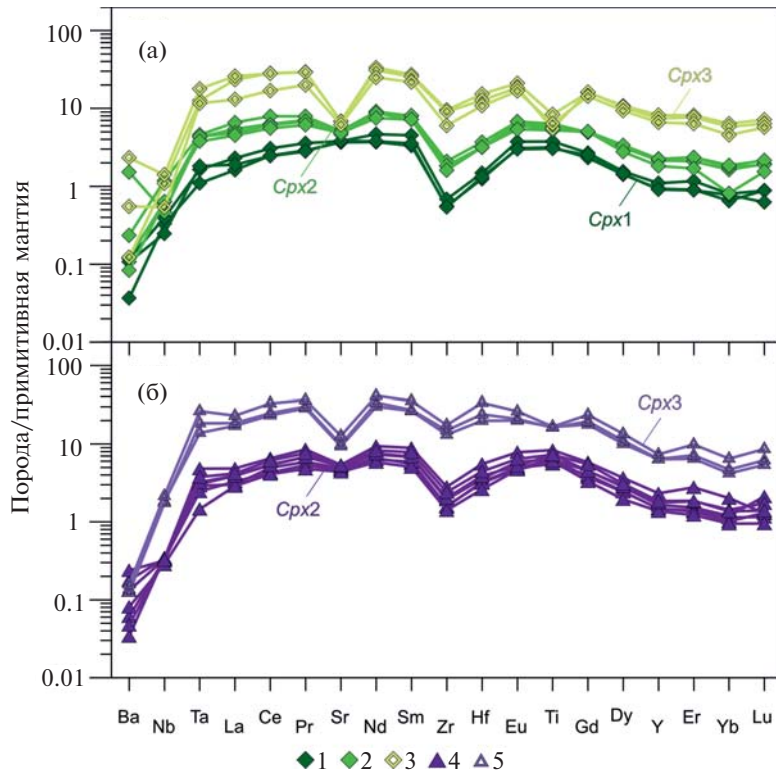 100
(а)
Cpx3
10
Cpx2
1
Cpx1
0.1
0.01
Порода/примитивная мантия
100
(б)
Cpx3
10
Cpx2
1
0.1
0.01
Ba Nb Ta La Ce Pr Sr Nd Sm Zr Hf Eu Ti Gd Dy Y Er Yb Lu
1 2 3 4 5